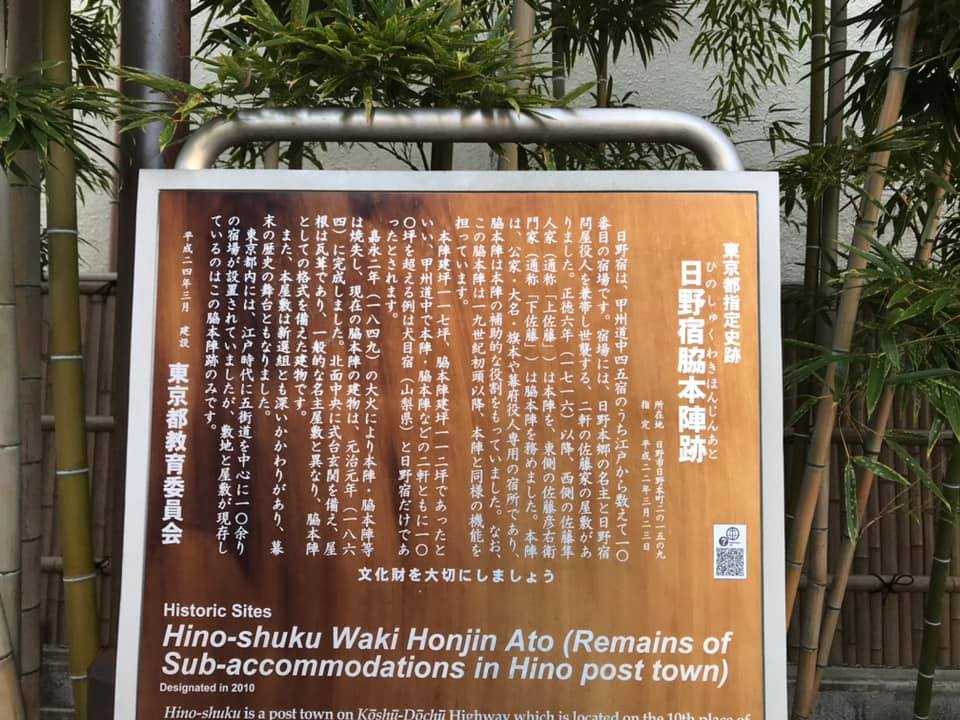 東京都指定史跡
ひのしゅくわきほんじんあと
日野宿脇本陣跡
所在地 日野市日野本町二の一五の九
指定 平成二二年三月二三日
日野宿は、甲州道中四五宿のうち江戸から数えて一〇
番目の宿場です。宿場には、日野本郷の名主と日野宿
問屋役人を兼帯し世襲する、二軒の佐藤家の屋敷があ
りました。正徳六年（一七一六）以降、西側の佐藤隼
人家（通称「上佐藤」）は本陣を、東側の佐藤彦右衛
門家（通称「下佐藤」）は脇本陣を務めました。本陣
は、公家・大名・旗本や幕府役人専用の宿所であり、
脇本陣は本陣の補助的な役割をもっていました。なお、
この脇本陣は一九世紀初頭以降、本陣と同様の機能を
担っています。
本陣建坪一一七坪、脇本陣建坪一一二坪であったと
いい、甲州道中で本陣・脇本陣などの二軒ともに一〇
〇坪を超える例は犬目宿（山梨県）と日野宿だけであ
ったとされます。
嘉永二年（一八四九）の大火により本陣・脇本陣等
は焼失し、現在の脇本陣の建物は、元治元年（一八六
四）に完成しました。北面中央に式台玄関を備え、屋
根は瓦葺であり、一般的な名主屋敷と異なり、脇本陣
としての格式を備えた建物です。
また、本屋敷は新選組とも深いかかわりがあり、幕
末の歴史の舞台ともなりました。
東京都内には、江戸時代に五街道を中心に一〇余り
の宿場が設置されていましたが、敷地と屋敷が現存し
ているのはこの脇本陣跡のみです。
平成二四年三月 建設
東京都教育委員会
文化財を大切にしましょう
Historic Sites
Hino-shuku Waki Honjin Ato (Remains of
Sub-accommodations in Hino post town)
Designated in 2010
Hino-shuku is a post town on Kōshū-Dōchū Highway which is located on the 10th place of